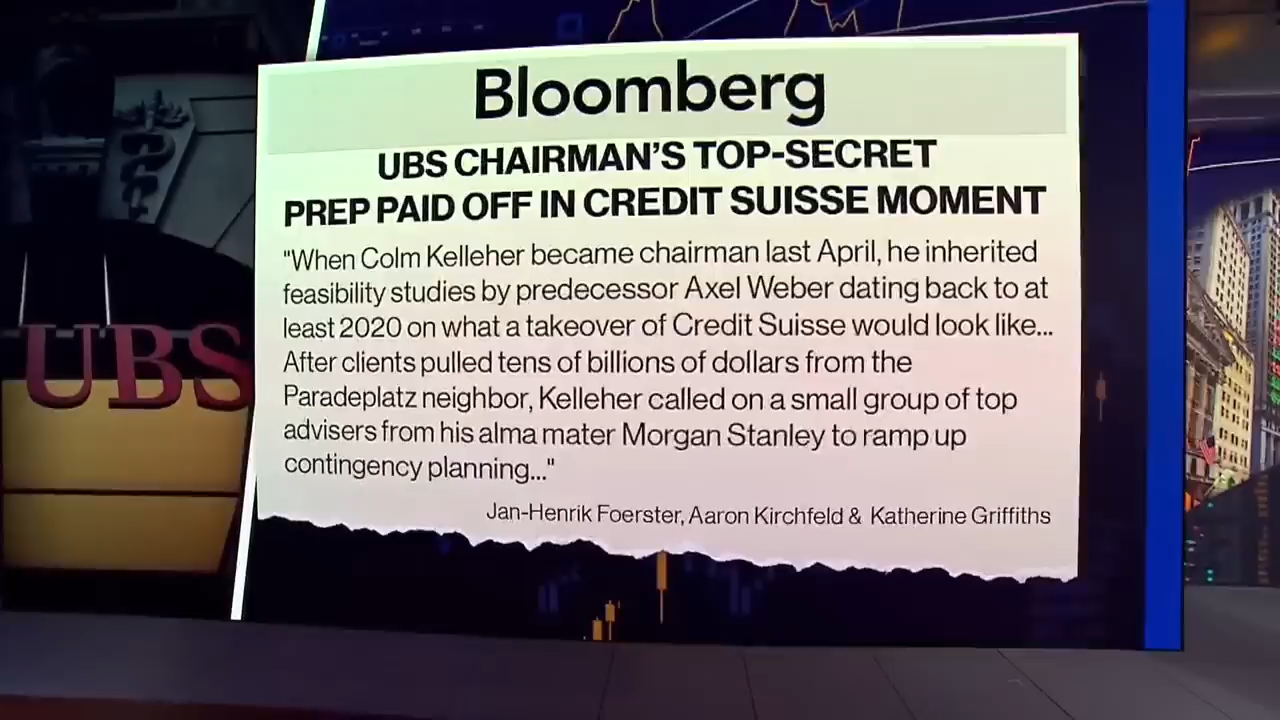 Bloomberg
UBS CHAIRMAN'S TOP-SECRET
PREP PAID OFF IN CREDIT SUISSE MOMENT
"When Colm Kelleher became chairman last April, he inherited
feasibility studies by predecessor Axel Weber dating back to at
least 2020 on what a takeover of Credit Suisse would look like...
After clients pulled tens of billions of dollars from the
Paradeplatz neighbor, Kelleher called on a small group of top
advisers from his alma mater Morgan Stanley to ramp up
contingency planning..."
Jan-Henrik Foerster, Aaron Kirchfeld & Katherine Griffiths
UBS